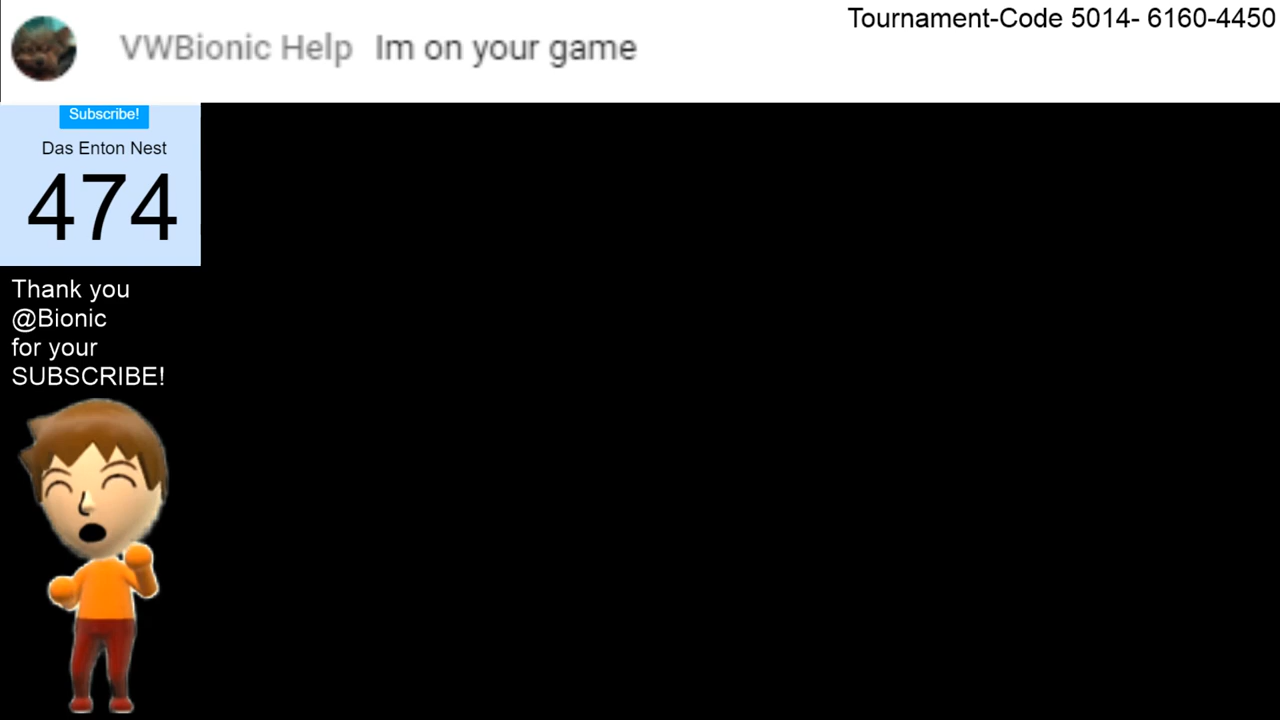 Tournament-Code 5014- 6160-4450
VWBionic Help Im on your game
Subscribe!
Das Enton Nest
474
Thank you
@Bionic
for your
SUBSCRIBE!